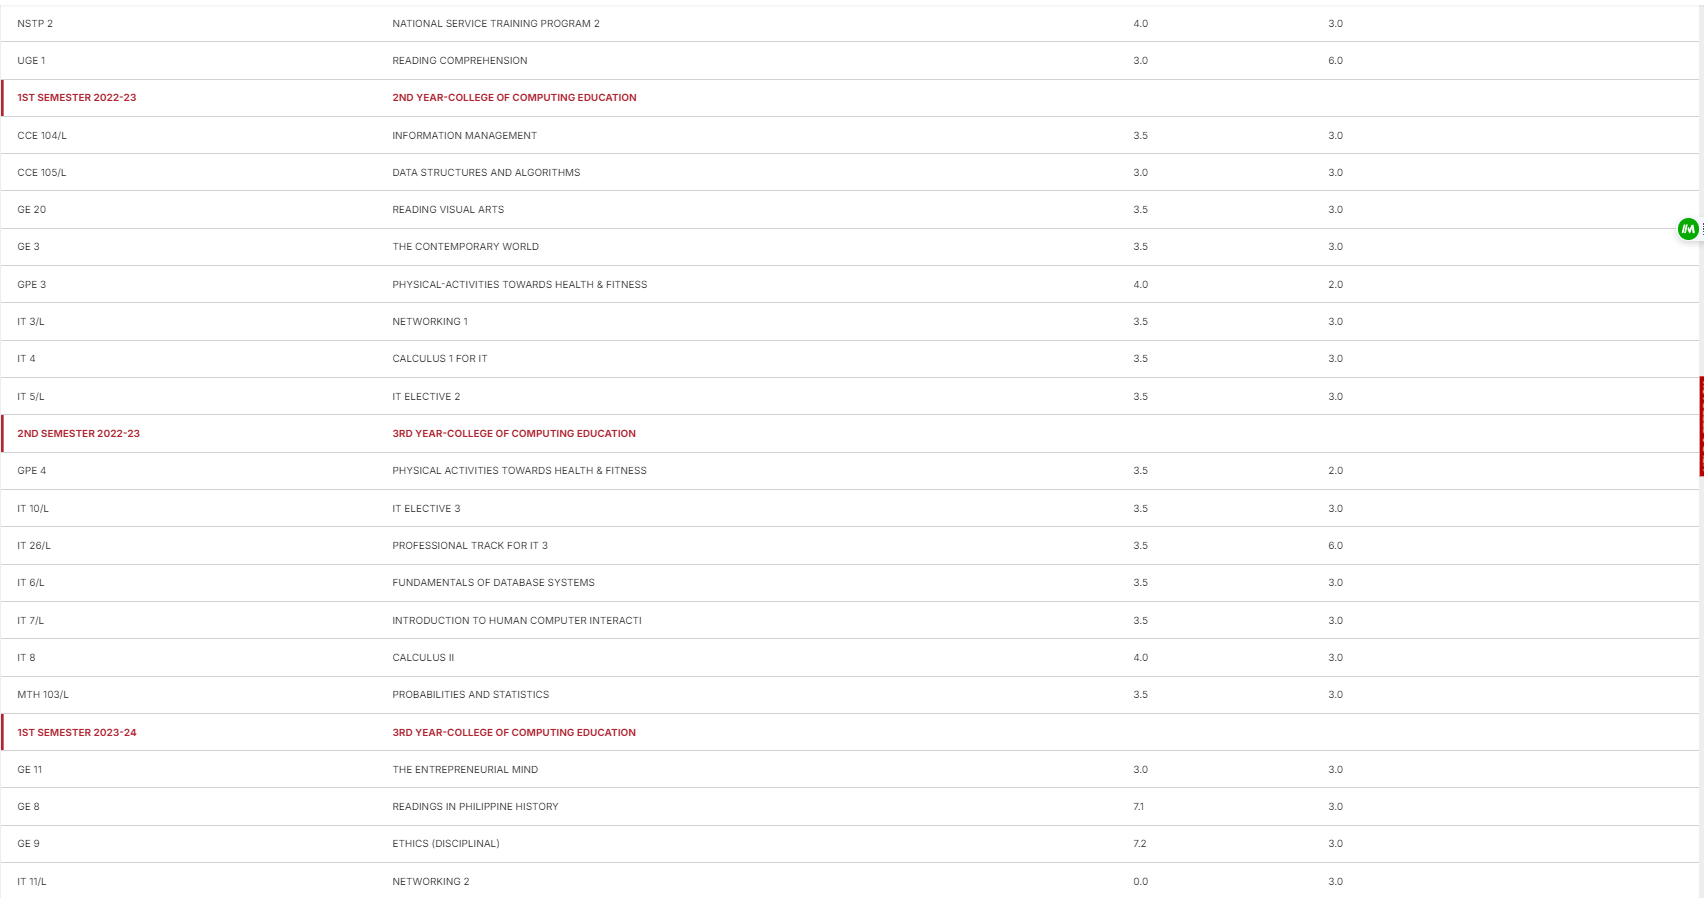 NSTP 2 NATIONAL SERVICE TRAINING PROGRAM 2 4.0 3.0
UGE 1 READING COMPREHENSION 3.0 6.0
1ST SEMESTER 2022-23 2ND YEAR-COLLEGE OF COMPUTING EDUCATION
CCE 104/L INFORMATION MANAGEMENT 3.5 3.0
CCE 105/L DATA STRUCTURES AND ALGORITHMS 3.0 3.0
GE 20 READING VISUAL ARTS 3.5 3.0
GE 3 THE CONTEMPORARY WORLD 3.5 3.0
GPE 3 PHYSICAL-ACTIVITIES TOWARDS HEALTH & FITNESS 4.0 2.0
IT 3/L NETWORKING 1 3.5 3.0
IT 4 CALCULUS 1 FOR IT 3.5 3.0
IT 5/L IT ELECTIVE 2 3.5 3.0
2ND SEMESTER 2022-23 3RD YEAR-COLLEGE OF COMPUTING EDUCATION
GPE 4 PHYSICAL ACTIVITIES TOWARDS HEALTH & FITNESS 3.5 2.0
IT 10/L IT ELECTIVE 3 3.5 3.0
IT 26/L PROFESSIONAL TRACK FOR IT 3 3.5 6.0
IT 6/L FUNDAMENTALS OF DATABASE SYSTEMS 3.5 3.0
IT 7/L INTRODUCTION TO HUMAN COMPUTER INTERACTI 3.5 3.0
IT 8 CALCULUS II 4.0 3.0
MTH 103/L PROBABILITIES AND STATISTICS 3.5 3.0
1ST SEMESTER 2023-24 3RD YEAR-COLLEGE OF COMPUTING EDUCATION
GE 11 THE ENTREPRENEURIAL MIND 3.0 3.0
GE 8 READINGS IN PHILIPPINE HISTORY 7.1 3.0
GE 9 ETHICS (DISCIPLINAL) 7.2 3.0
IT 11/L NETWORKING 2 0.0 3.0